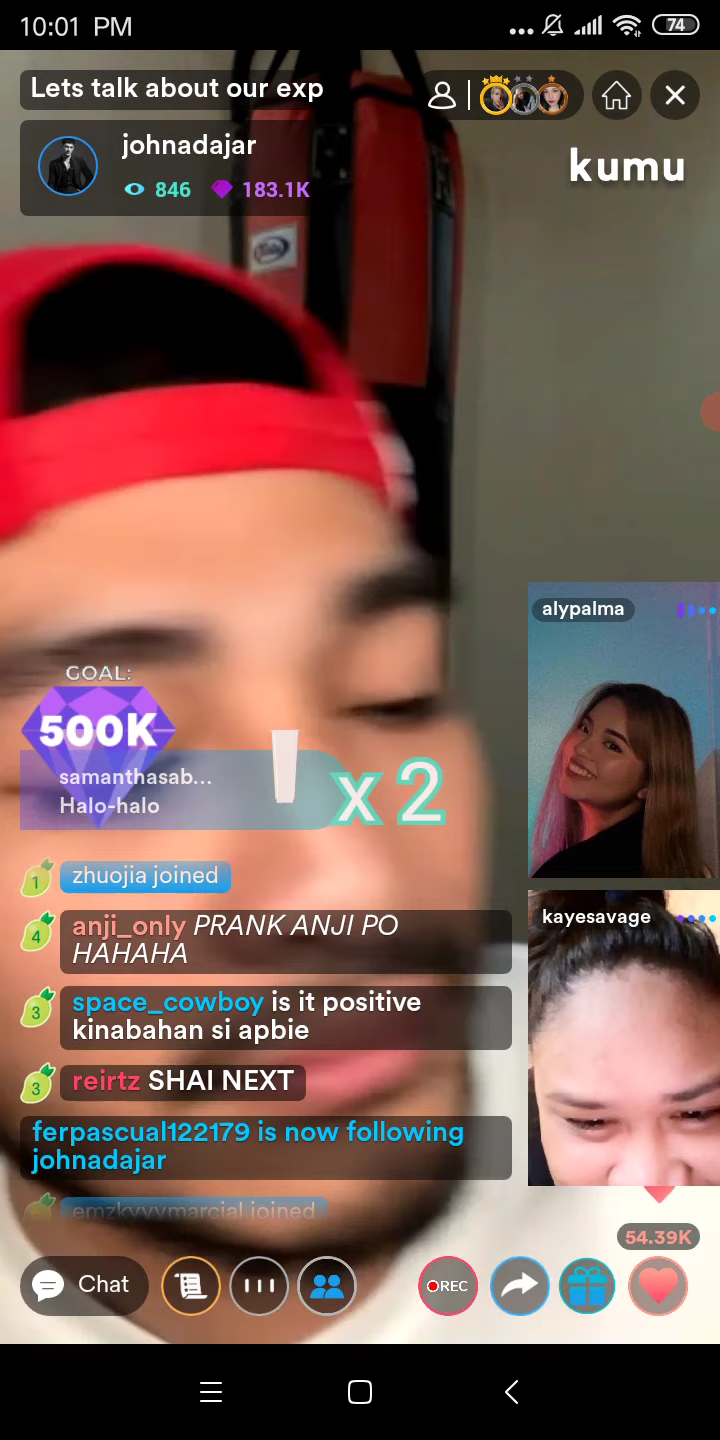 10:01 PM
74
Lets talk about our exp
johnadajar
846 183.1K
kumu
alypalma
GOAL:
500K
samanthasab...
Halo-halo
x 2
1 zhuojia joined
4 anji_only PRANK ANJI PO
HAHAHA
kayesavage
3 space_cowboy is it positive
kinabahan si apbie
3 reirtz SHAI NEXT
ferpascual122179 is now following
johnadajar
emzkyyymarcial joined
54.39K
Chat
REC